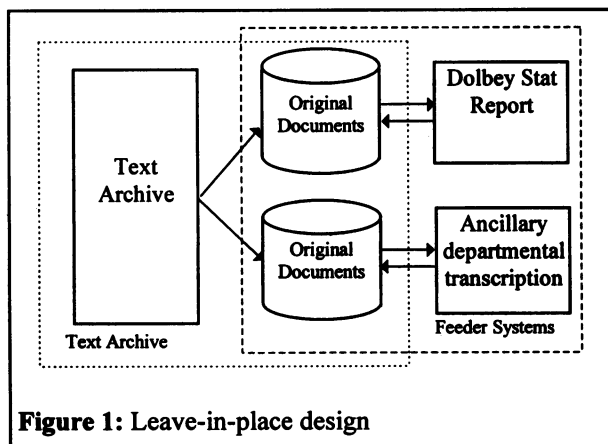 Text
Archive
Original
Documents
Dolbey Stat
Report
Original
Documents
Ancillary
departmental
transcription
Text Archive
Feeder Systems
Figure 1: Leave-in-place design